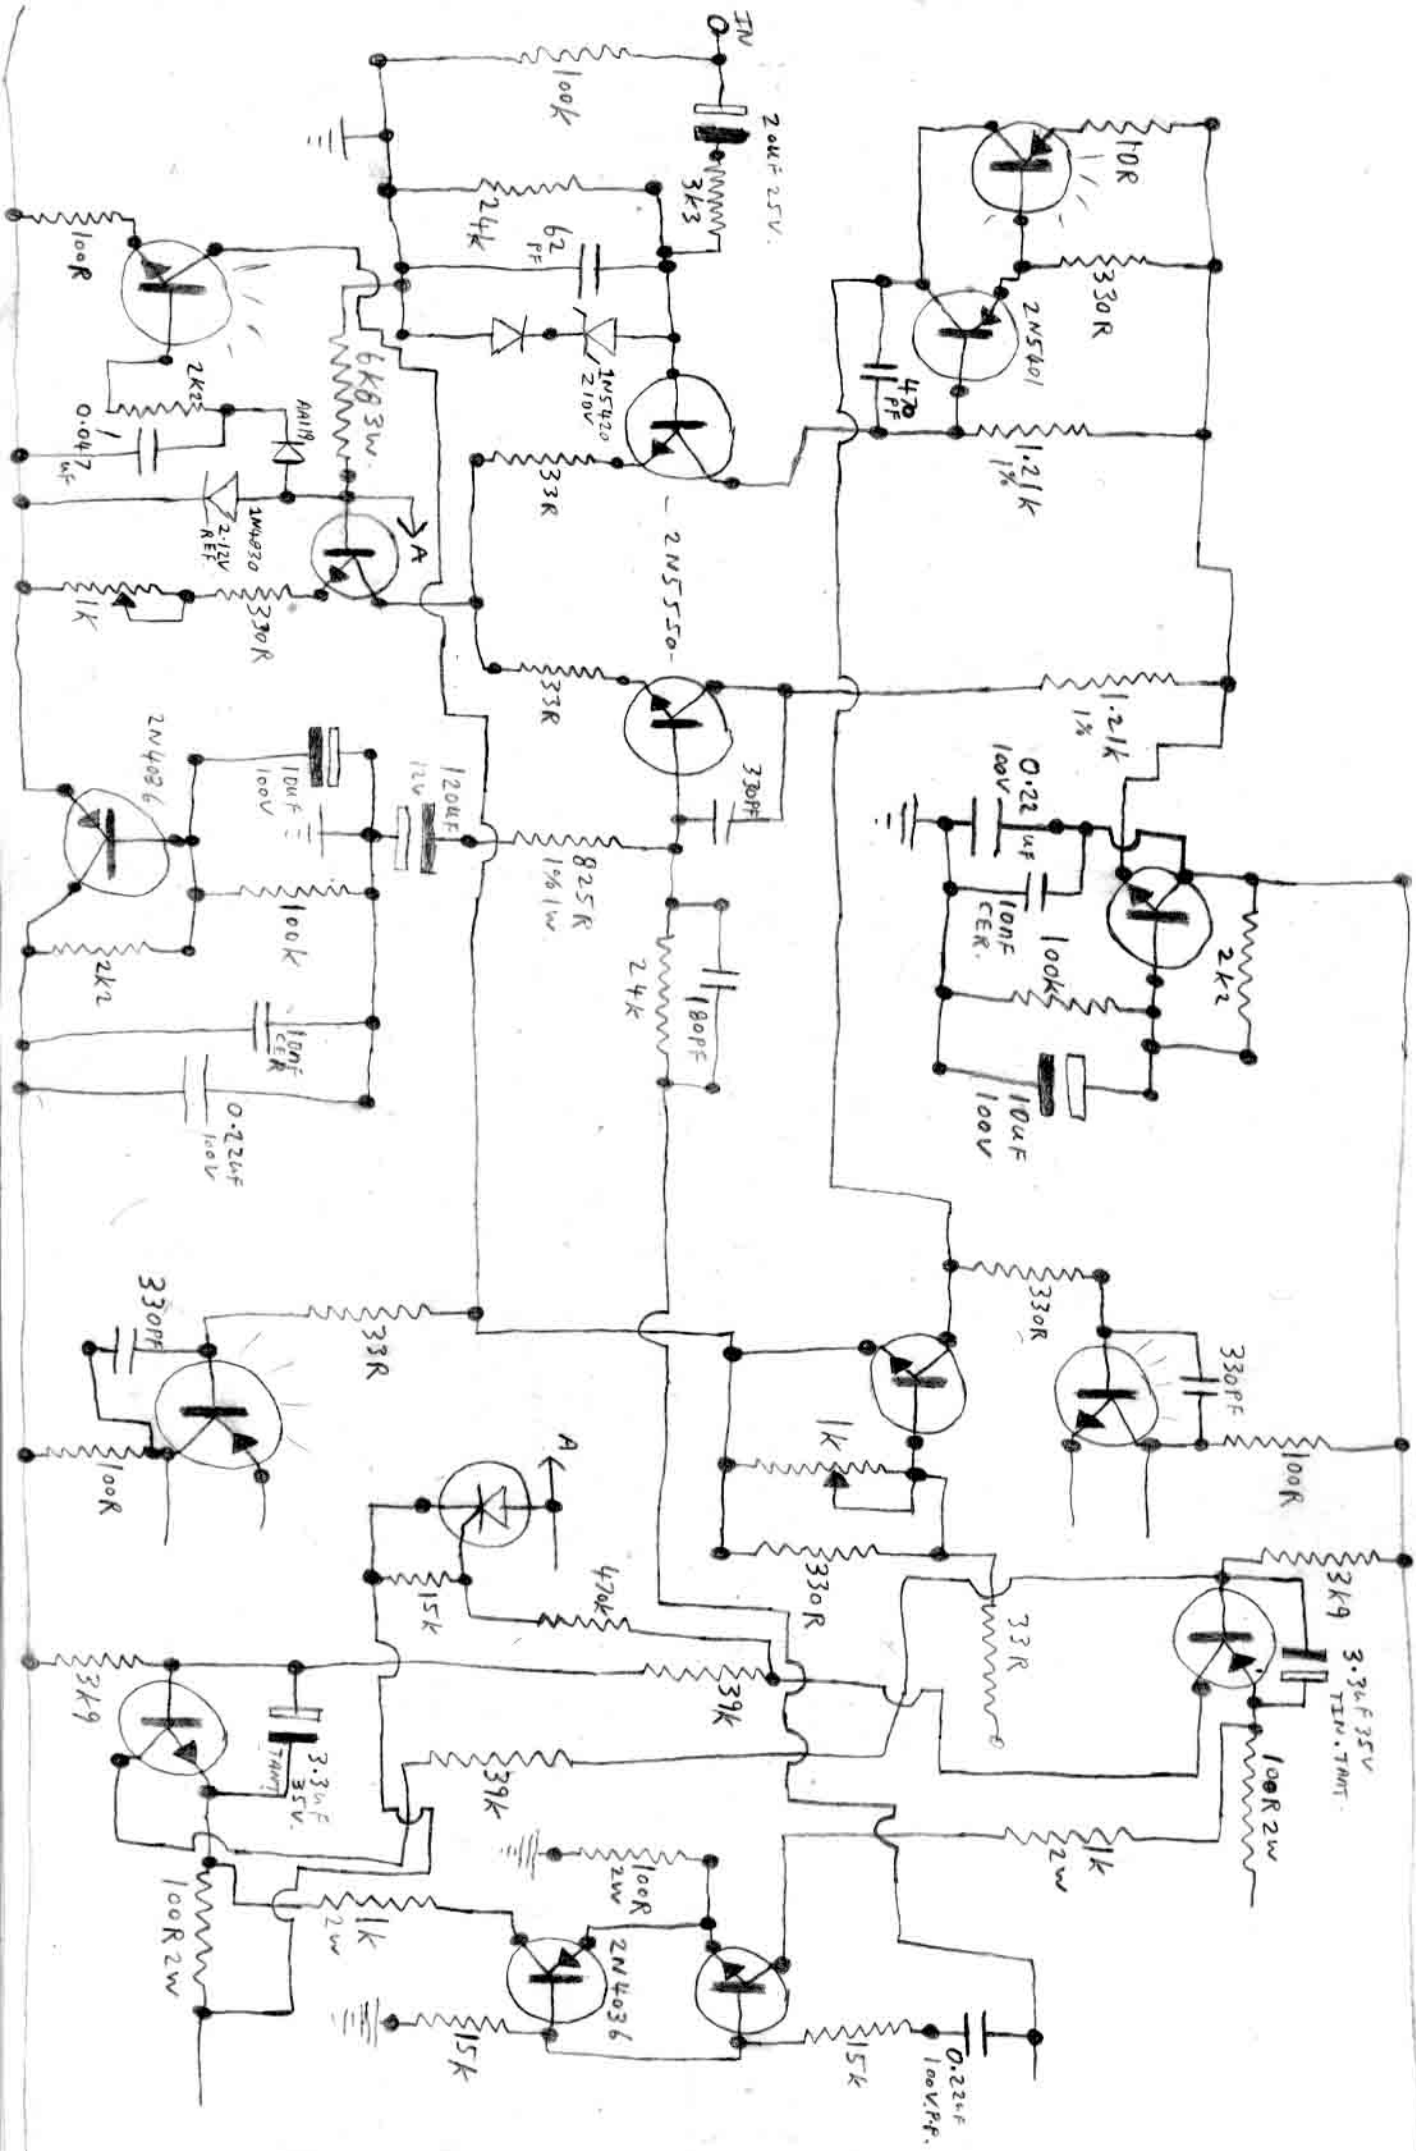 IN
20uF 25V.
100k
3k3
24k
62
PF
1N5420
210V
10R
330R
2N5401
470
PF
1.21k
1%
33R
- 2N5550 -
33R
100R
2k2
0.047
uF
AA119
6k8 3W.
A
1N4830
2.12V
REF
330R
1k
1.21k
1%
330PF
825R
1% 1W.
120uF
12V
10uF
100V
2N4036
100k
2k2
10nF
CER
0.22uF
100V
24k
180PF
0.22 uF
100V
10nF
CER.
100k
2k2
10uF
100V
330R
330PF
100R
1k
330R
33R
33R
330PF
100R
A
15k
470k
3k9
3.3uF 35V
TIN. TANT.
100R 2W
39k
39k
3k9
3.3uF
35V.
TANT
100R 2W
1k
2W
1k
2W
100R
2W
2N4036
15k
15k
0.22uF
100V.P.P.